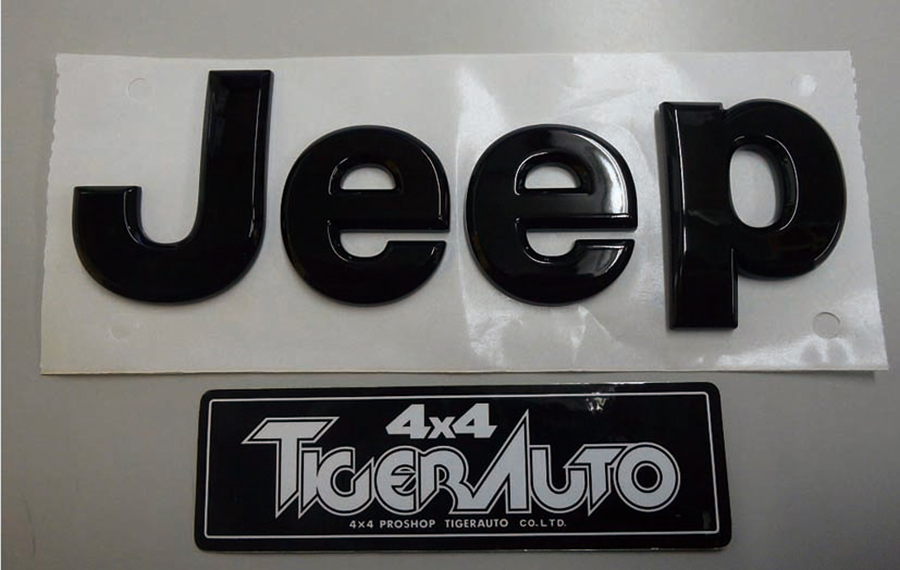 Jeep
4x4
TIGERAUTO
4×4 PROSHOP TIGERAUTO CO.LTD.